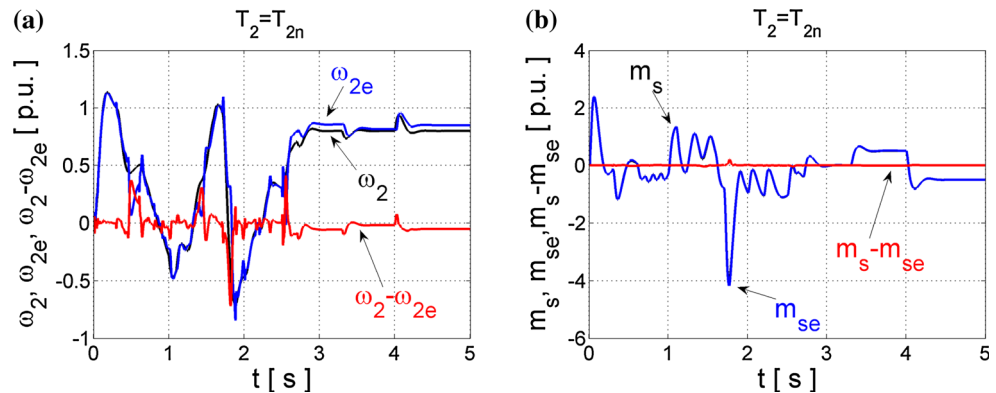 (a)
T2=T2n
ω2, ω2e, ω2-ω2e [ p.u. ]
1.5
1
0.5
0
-0.5
-1
ω2e
ω2
ω2-ω2e
0 1 2 3 4 5
t [ s ]
(b)
T2=T2n
ms, mse, ms-mse [ p.u. ]
4
2
0
-2
-4
-6
ms
ms-mse
mse
0 1 2 3 4 5
t [ s ]